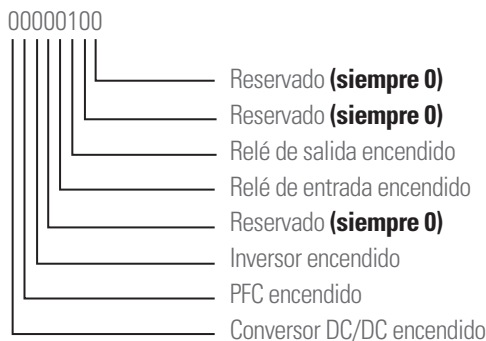 00000100
Reservado (siempre 0)
Reservado (siempre 0)
Relé de salida encendido
Relé de entrada encendido
Reservado (siempre 0)
Inversor encendido
PFC encendido
Conversor DC/DC encendido